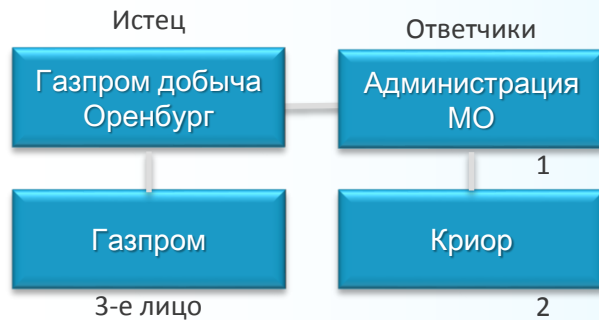 Истец
Ответчики
Газпром добыча
Оренбург
Администрация
МО
1
Газпром
Криор
3-е лицо
2